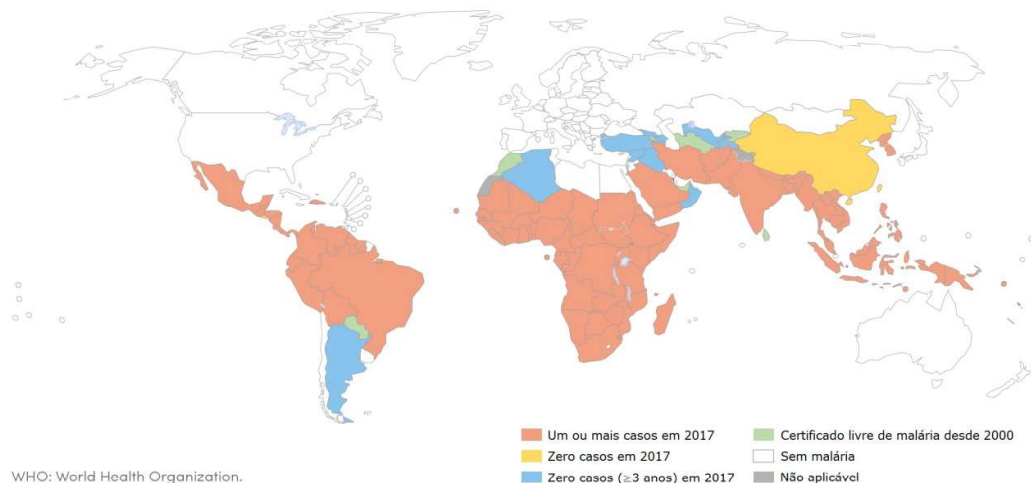 Um ou mais casos em 2017
Zero casos em 2017
Zero casos (≥3 anos) em 2017
Certificado livre de malária desde 2000
Sem malária
Não aplicável
WHO: World Health Organization.